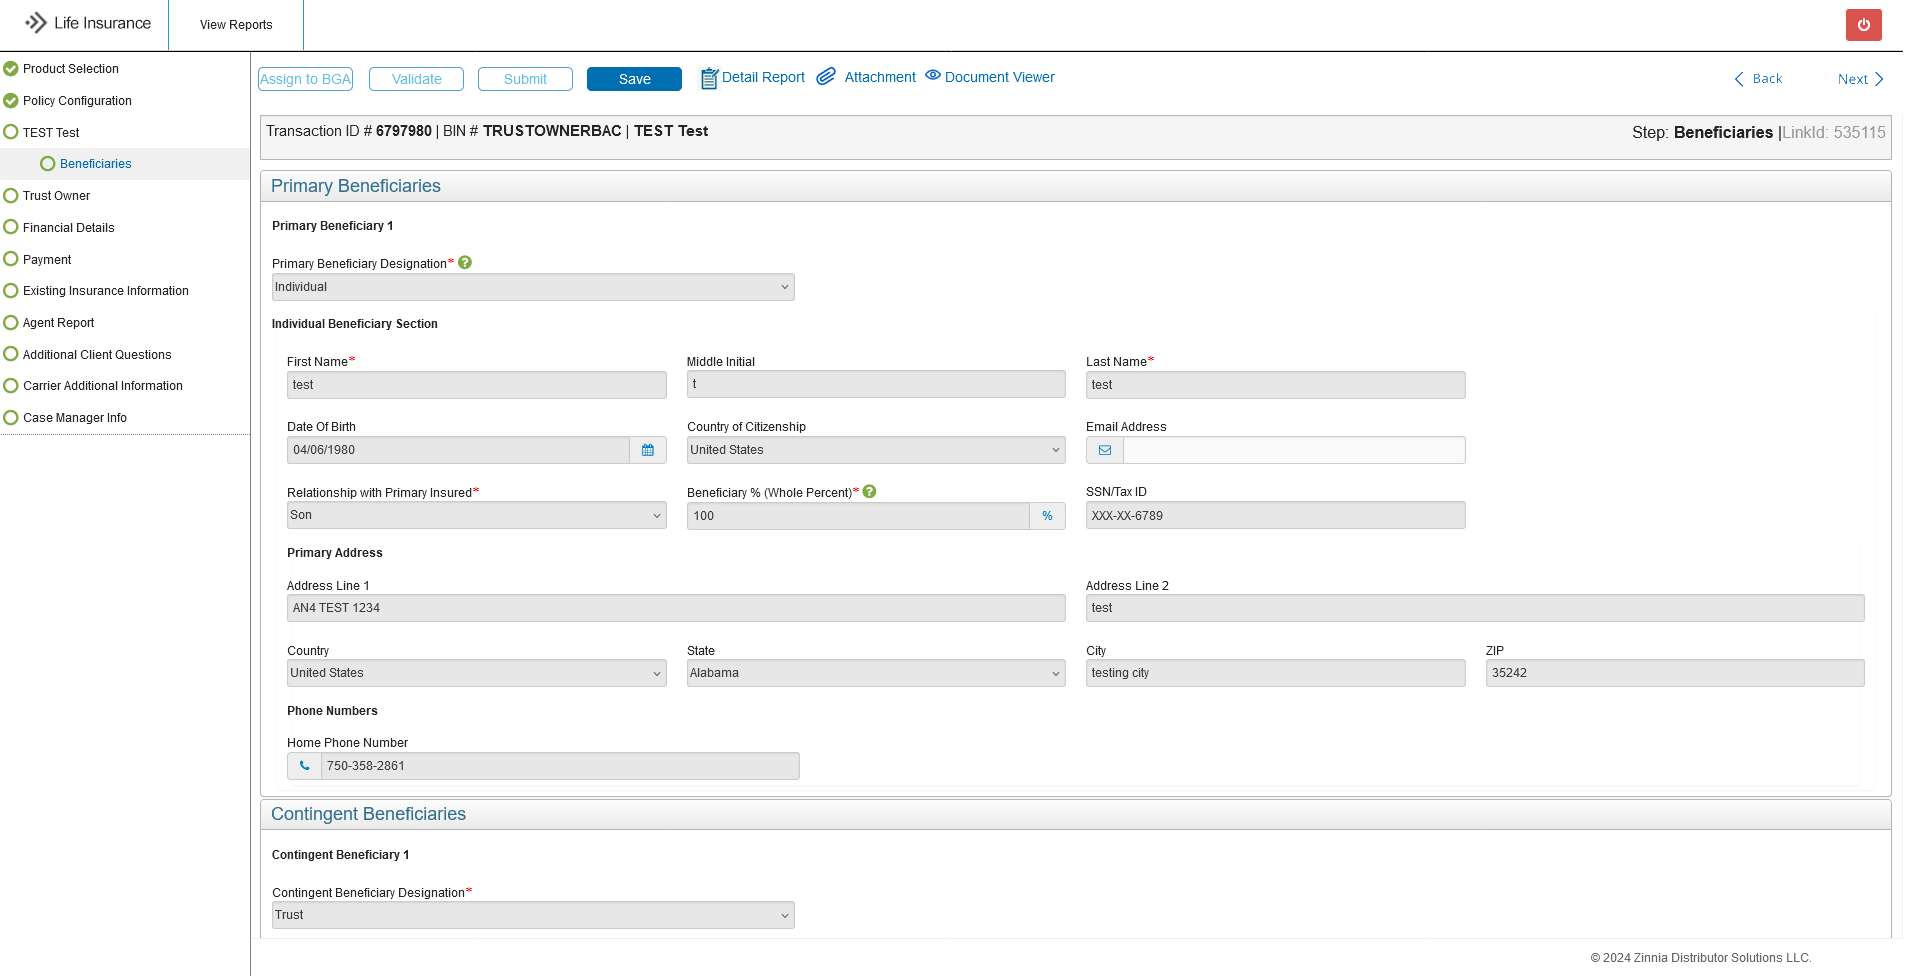 Life Insurance
View Reports
Product Selection
Policy Configuration
TEST Test
Beneficiaries
Trust Owner
Financial Details
Payment
Existing Insurance Information
Agent Report
Additional Client Questions
Carrier Additional Information
Case Manager Info
Assign to BGA Validate Submit Save Detail Report Attachment Document Viewer Back Next
Transaction ID # 6797980 | BIN # TRUSTOWNERBAC | TEST Test
Step: Beneficiaries |LinkId: 535115
Primary Beneficiaries
Primary Beneficiary 1
Primary Beneficiary Designation* ?
Individual
Individual Beneficiary Section
First Name* Middle Initial Last Name*
test t test
Date Of Birth Country of Citizenship Email Address
04/06/1980 United States
Relationship with Primary Insured* Beneficiary % (Whole Percent)* ? SSN/Tax ID
Son 100 % XXX-XX-6789
Primary Address
Address Line 1 Address Line 2
AN4 TEST 1234 test
Country State City ZIP
United States Alabama testing city 35242
Phone Numbers
Home Phone Number
750-358-2861
Contingent Beneficiaries
Contingent Beneficiary 1
Contingent Beneficiary Designation*
Trust
© 2024 Zinnia Distributor Solutions LLC.